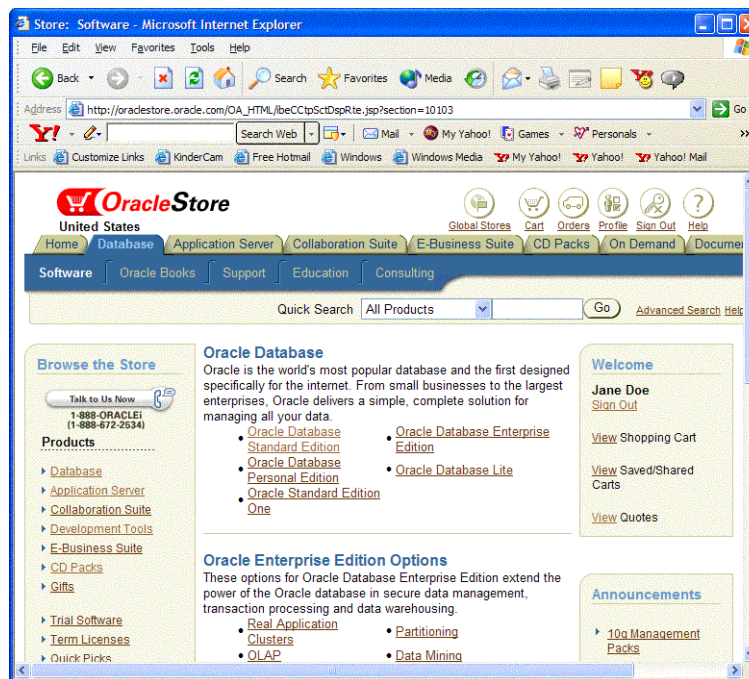 Store: Software - Microsoft Internet Explorer
File Edit View Favorites Tools Help
Back Search Favorites Media
Address http://oraclestore.oracle.com/OA_HTML/ibeCCtpSctDspRte.jsp?section=10103 Go
Y! Search Web Mail My Yahoo! Games Personals »
Links Customize Links KinderCam Free Hotmail Windows Windows Media My Yahoo! Yahoo! Yahoo! Mail
OracleStore
United States
Global Stores Cart Orders Profile Sign Out Help
Home Database Application Server Collaboration Suite E-Business Suite CD Packs On Demand Documen
Software Oracle Books Support Education Consulting
Quick Search All Products Go Advanced Search Help
Browse the Store
Talk to Us Now
1-888-ORACLEi
(1-888-672-2534)
Products
Database
Application Server
Collaboration Suite
Development Tools
E-Business Suite
CD Packs
Gifts
Trial Software
Term Licenses
Quick Picks
Oracle Database
Oracle is the world's most popular database and the first designed
specifically for the internet. From small businesses to the largest
enterprises, Oracle delivers a simple, complete solution for
managing all your data.
• Oracle Database
Standard Edition
• Oracle Database
Personal Edition
• Oracle Standard Edition
One
• Oracle Database Enterprise
Edition
• Oracle Database Lite
Oracle Enterprise Edition Options
These options for Oracle Database Enterprise Edition extend the
power of the Oracle database in secure data management,
transaction processing and data warehousing.
• Real Application
Clusters
• OLAP
• Partitioning
• Data Mining
Welcome
Jane Doe
Sign Out
View Shopping Cart
View Saved/Shared
Carts
View Quotes
Announcements
10g Management
Packs